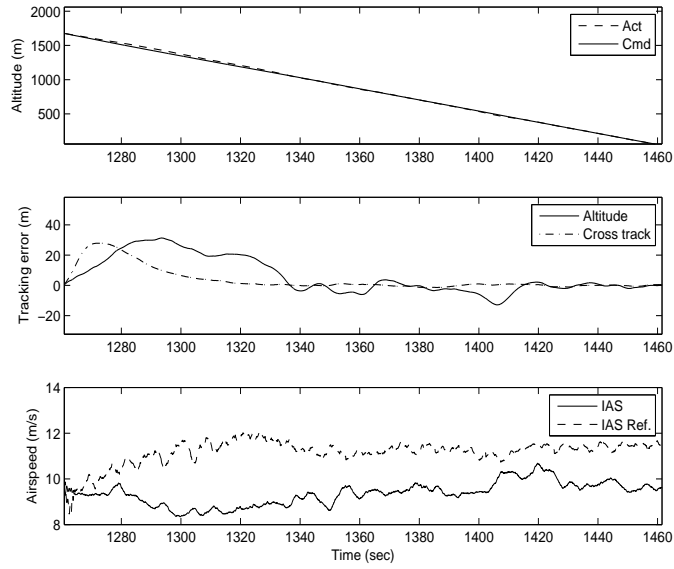 2000
1500
1000
500
Altitude (m)
Act
Cmd
1280 1300 1320 1340 1360 1380 1400 1420 1440 1460
40
20
0
−20
Tracking error (m)
Altitude
Cross track
1280 1300 1320 1340 1360 1380 1400 1420 1440 1460
14
12
10
8
Airspeed (m/s)
IAS
IAS Ref.
1280 1300 1320 1340 1360 1380 1400 1420 1440 1460
Time (sec)